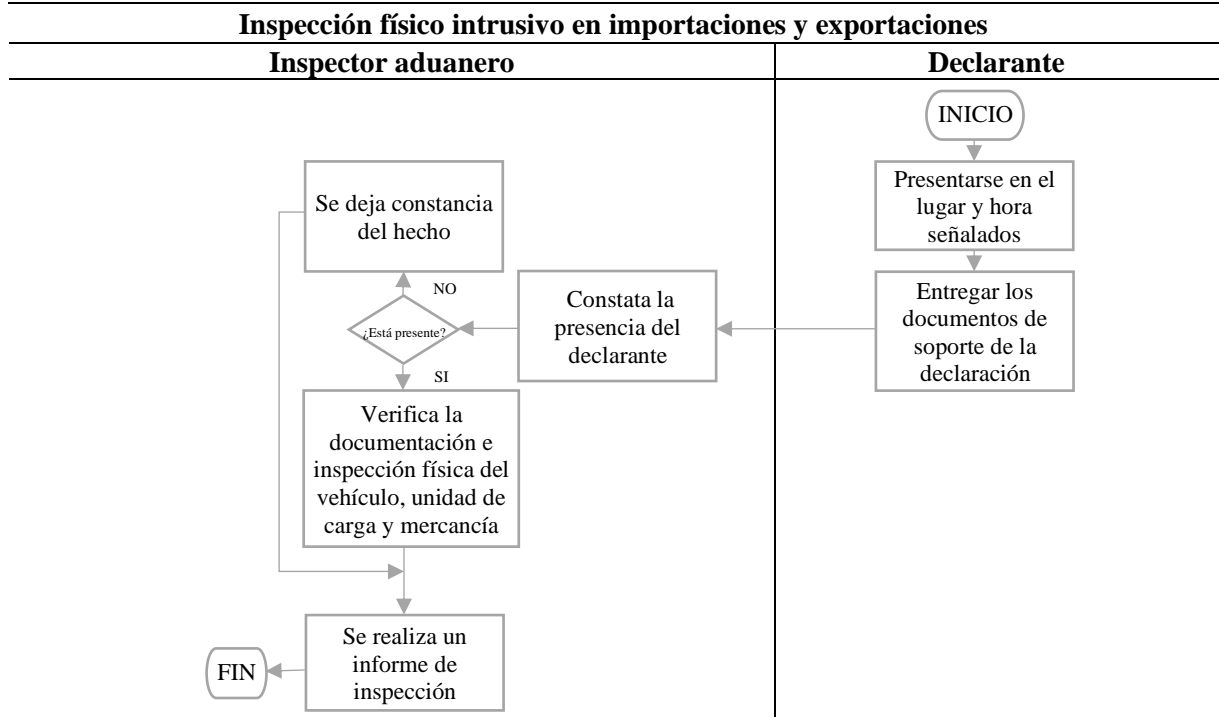 Inspección físico intrusivo en importaciones y exportaciones
Inspector aduanero
Declarante
INICIO
Presentarse en el
lugar y hora
señalados
Entregar los
documentos de
soporte de la
declaración
Constata la
presencia del
declarante
¿Está presente?
NO
Se deja constancia
del hecho
SI
Verifica la
documentación e
inspección física del
vehículo, unidad de
carga y mercancía
Se realiza un
informe de
inspección
FIN